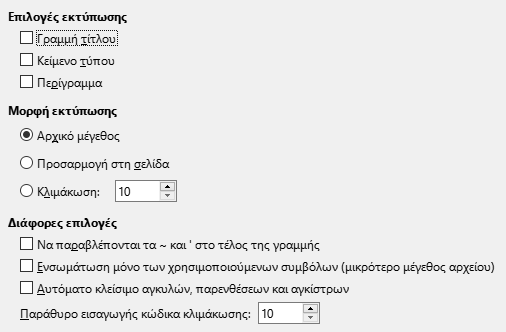 Επιλογές εκτύπωσης
Γραμμή τίτλου
Κείμενο τύπου
Περίγραμμα
Μορφή εκτύπωσης
Αρχικό μέγεθος
Προσαρμογή στη σελίδα
Κλιμάκωση: 10
Διάφορες επιλογές
Να παραβλέπονται τα ~ και ' στο τέλος της γραμμής
Ενσωμάτωση μόνο των χρησιμοποιούμενων συμβόλων (μικρότερο μέγεθος αρχείου)
Αυτόματο κλείσιμο αγκυλών, παρενθέσεων και αγκίστρων
Παράθυρο εισαγωγής κώδικα κλιμάκωσης: 10